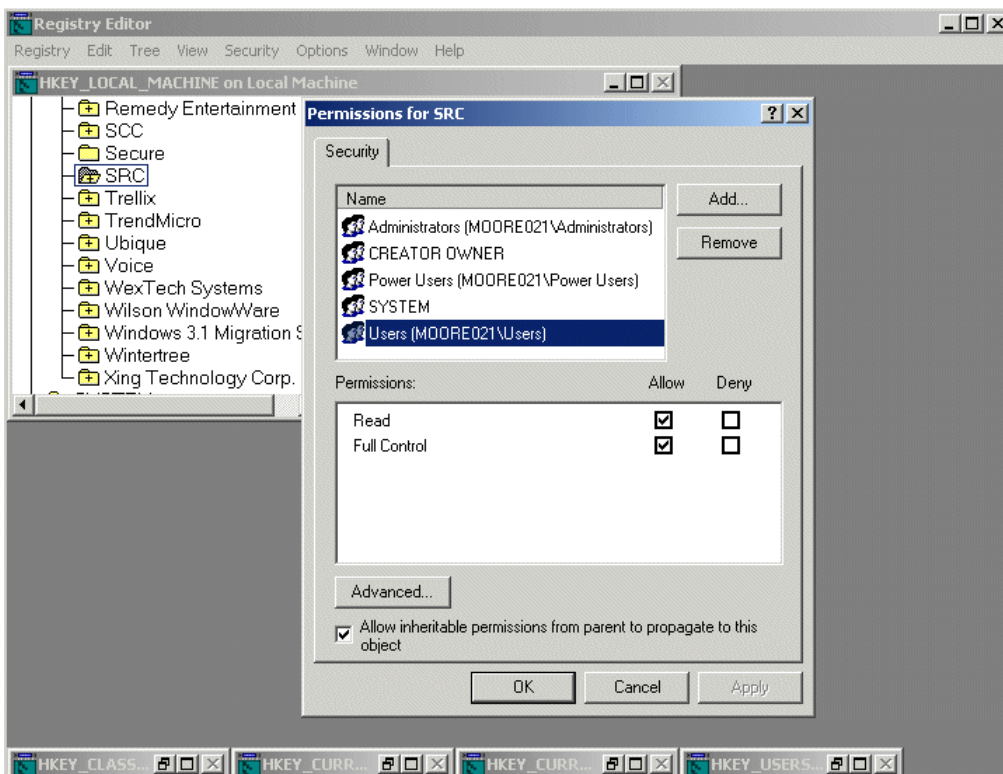 Registry Editor
Registry Edit Tree View Security Options Window Help
HKEY_LOCAL_MACHINE on Local Machine
Remedy Entertainment
SCC
Secure
SRC
Trellix
TrendMicro
Ubique
Voice
WexTech Systems
Wilson WindowWare
Windows 3.1 Migration S
Wintertree
Xing Technology Corp.
Permissions for SRC
Security
Name
Administrators (MOORE021\Administrators)
CREATOR OWNER
Power Users (MOORE021\Power Users)
SYSTEM
Users (MOORE021\Users)
Add...
Remove
Permissions: Allow Deny
Read
Full Control
Advanced...
Allow inheritable permissions from parent to propagate to this
object
OK Cancel Apply
HKEY_CLASS... HKEY_CURR... HKEY_CURR... HKEY_USERS...